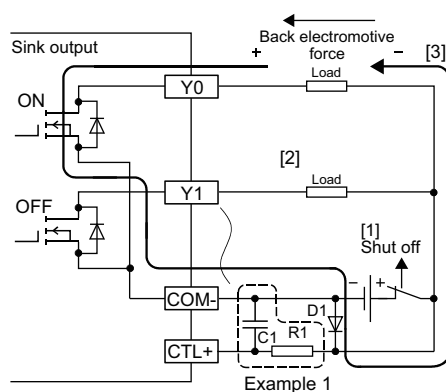 Back electromotive
force
Sink output
+
−
[3]
Y0
Load
ON
[2]
Y1
Load
OFF
[1]
Shut off
COM-
−
+
D1
C1
R1
CTL+
Example 1